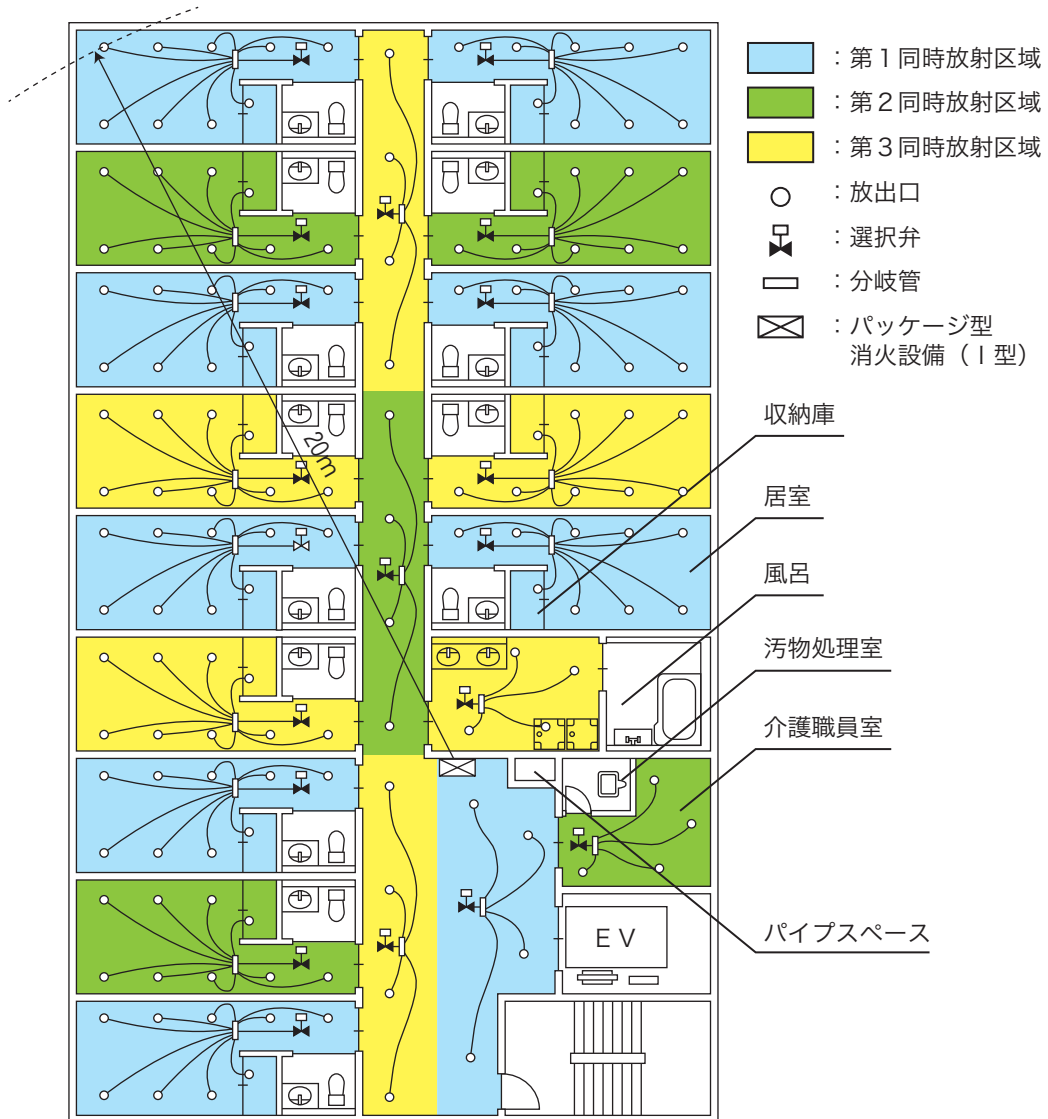 ：第１同時放射区域
：第２同時放射区域
：第３同時放射区域
：放出口
：選択弁
：分岐管
：パッケージ型
消火設備（Ⅰ型）
収納庫
20m
居室
風呂
汚物処理室
介護職員室
パイプスペース
ＥＶ